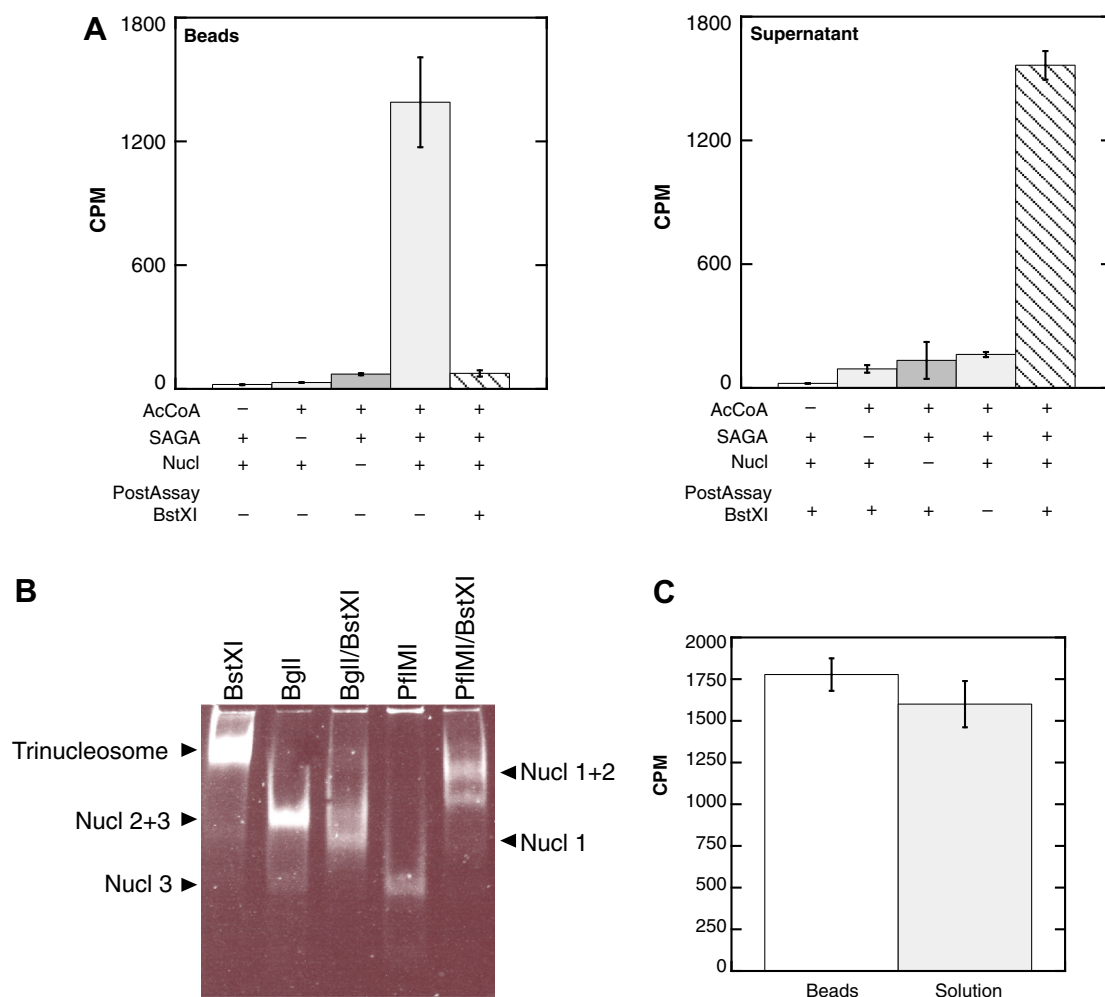 A
Beads
1800
1200
600
0
CPM
AcCoA – + + + +
SAGA + – + + +
Nucl + + – + +
PostAssay
BstXI – – – – +
Supernatant
1800
1200
600
0
CPM
AcCoA – + + + +
SAGA + – + + +
Nucl + + – + +
PostAssay
BstXI + + + – +
B
BstXI
BglI
BglI/BstXI
PflMI
PflMI/BstXI
Trinucleosome
Nucl 2+3
Nucl 3
Nucl 1+2
Nucl 1
C
2000
1750
1500
1250
1000
750
500
250
0
CPM
Beads
Solution